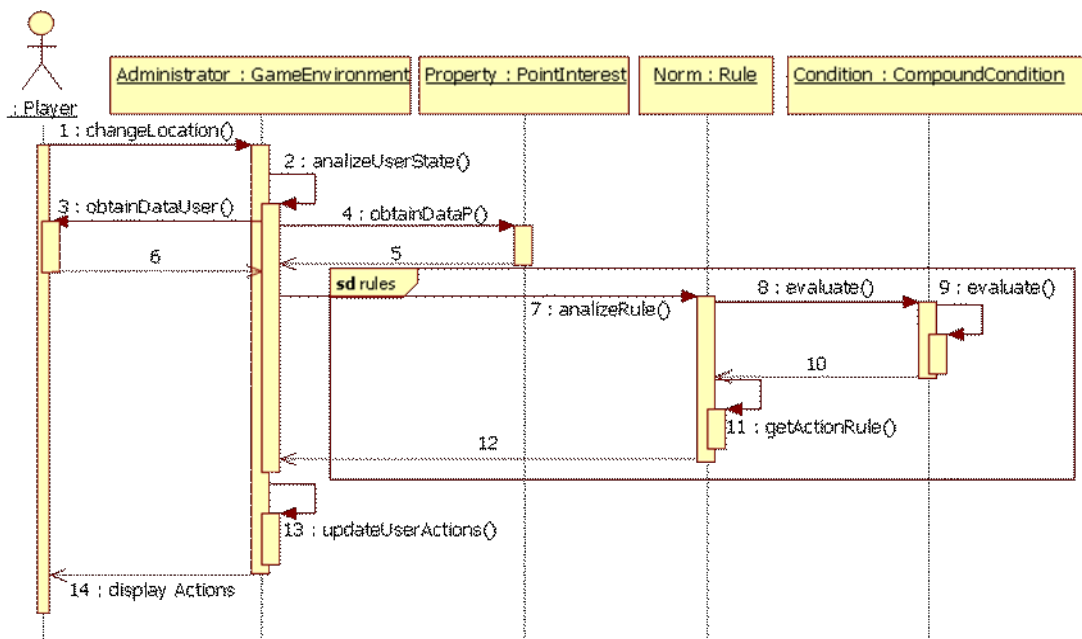 Administrator : GameEnvironment
Property : PointInterest
Norm : Rule
Condition : CompoundCondition
: Player
1 : changeLocation()
2 : analizeUserState()
3 : obtainDataUser()
4 : obtainDataP()
5
6
sd rules
7 : analizeRule()
8 : evaluate()
9 : evaluate()
10
11 : getActionRule()
12
13 : updateUserActions()
14 : display Actions